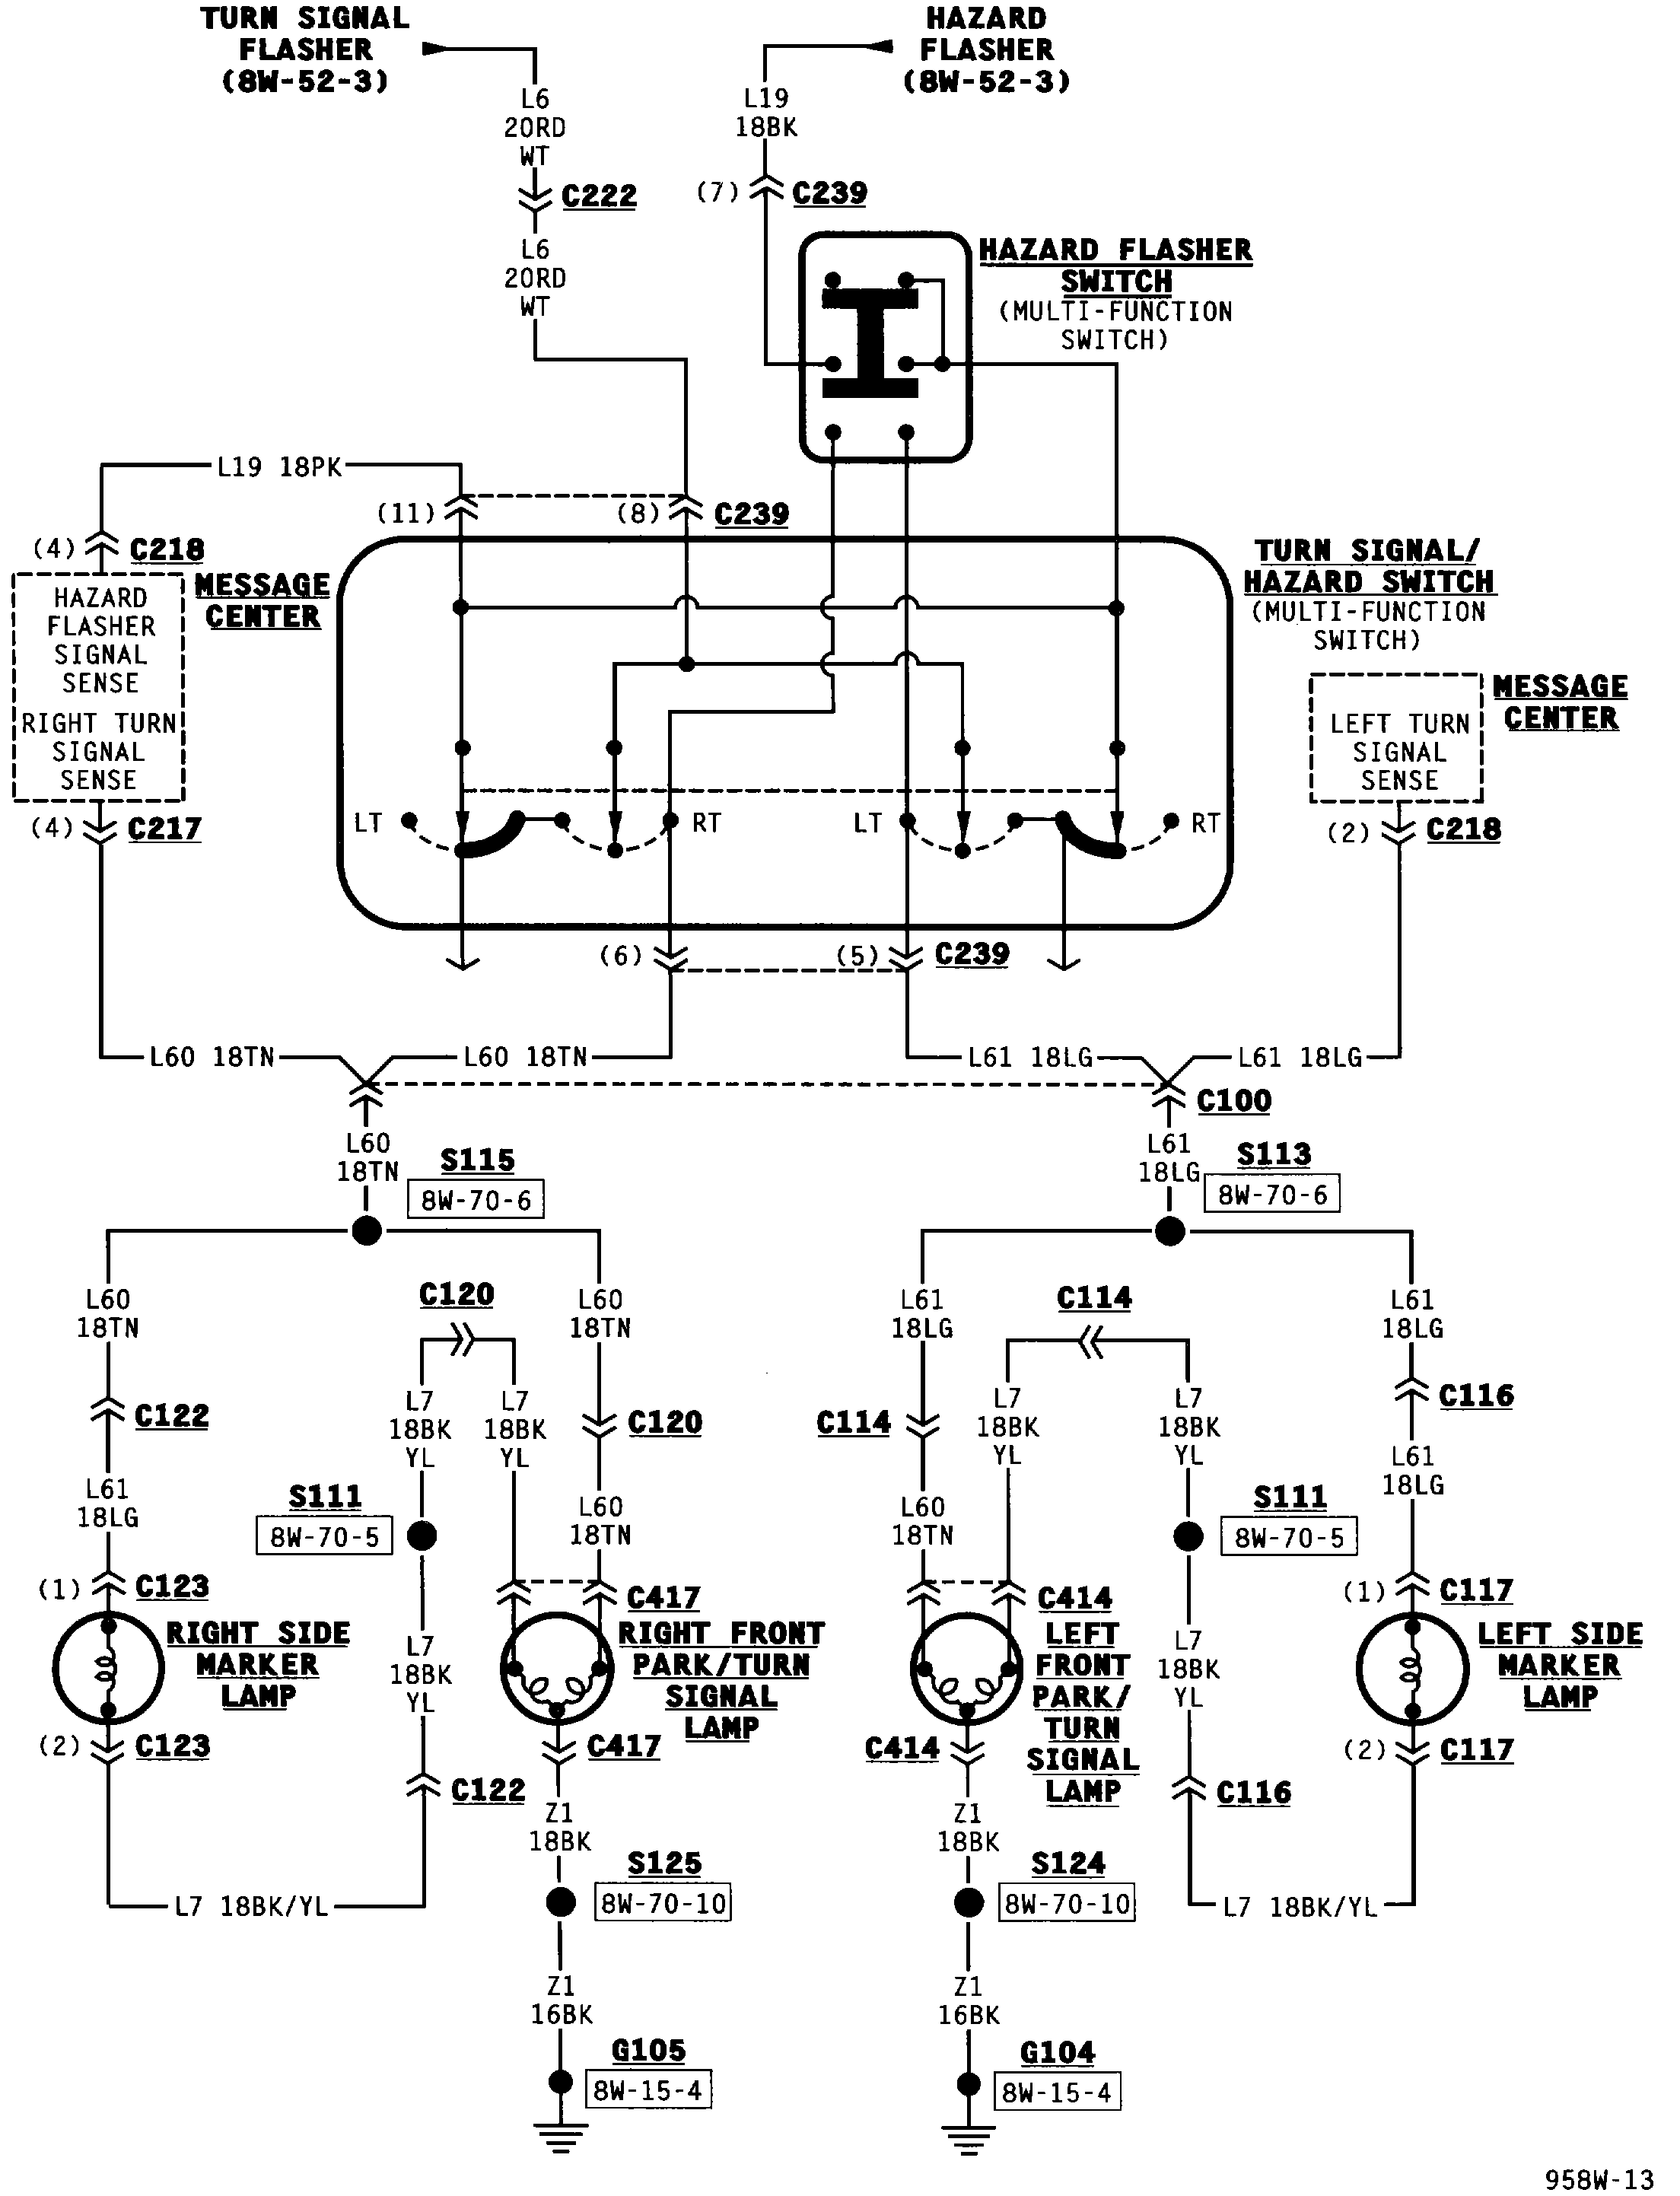 TURN SIGNAL
FLASHER
(8W-52-3)
HAZARD
FLASHER
(8W-52-3)
L6
20RD
WT
L19
18BK
C222
(7)
C239
L6
20RD
WT
HAZARD FLASHER
SWITCH
(MULTI-FUNCTION
SWITCH)
L19 18PK
(11)
(8)
C239
(4)
C218
MESSAGE
CENTER
HAZARD
FLASHER
SIGNAL
SENSE
RIGHT TURN
SIGNAL
SENSE
(4)
C217
TURN SIGNAL/
HAZARD SWITCH
(MULTI-FUNCTION
SWITCH)
MESSAGE
CENTER
LEFT TURN
SIGNAL
SENSE
(2)
C218
LT
RT
LT
RT
(6)
(5)
C239
L60 18TN
L60 18TN
L61 18LG
L61 18LG
C100
L60
18TN
S115
8W-70-6
L61
18LG
S113
8W-70-6
L60
18TN
C120
L60
18TN
L61
18LG
C114
L61
18LG
C122
L7
18BK
YL
L7
18BK
YL
C120
C114
L7
18BK
YL
L7
18BK
YL
C116
L61
18LG
S111
8W-70-5
L60
18TN
L60
18TN
S111
8W-70-5
L61
18LG
(1)
C123
C417
C414
(1)
C117
RIGHT SIDE
MARKER
LAMP
L7
18BK
YL
RIGHT FRONT
PARK/TURN
SIGNAL
LAMP
LEFT
FRONT
PARK/
TURN
SIGNAL
LAMP
L7
18BK
YL
LEFT SIDE
MARKER
LAMP
(2)
C123
C417
C414
(2)
C117
C122
C116
Z1
18BK
Z1
18BK
L7 18BK/YL
S125
8W-70-10
S124
8W-70-10
L7 18BK/YL
Z1
16BK
Z1
16BK
G105
8W-15-4
G104
8W-15-4
958W-13